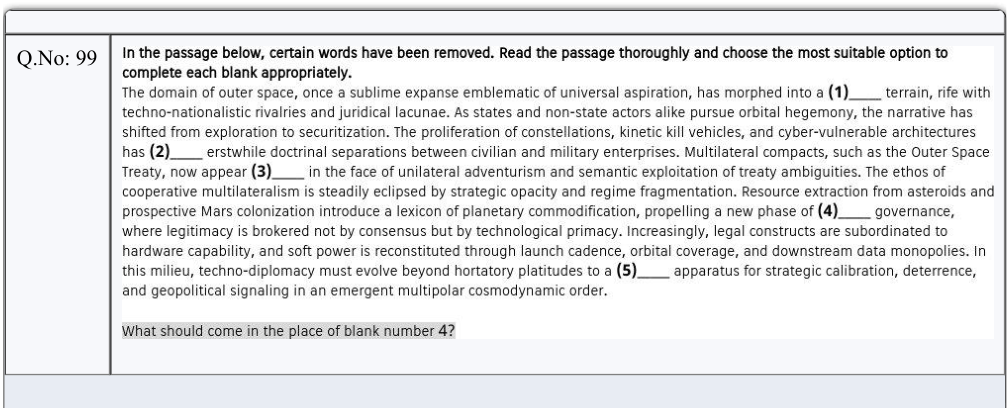 Q.No: 99
In the passage below, certain words have been removed. Read the passage thoroughly and choose the most suitable option to
complete each blank appropriately.
The domain of outer space, once a sublime expanse emblematic of universal aspiration, has morphed into a (1)____ terrain, rife with
techno-nationalistic rivalries and juridical lacunae. As states and non-state actors alike pursue orbital hegemony, the narrative has
shifted from exploration to securitization. The proliferation of constellations, kinetic kill vehicles, and cyber-vulnerable architectures
has (2)____ erstwhile doctrinal separations between civilian and military enterprises. Multilateral compacts, such as the Outer Space
Treaty, now appear (3)____ in the face of unilateral adventurism and semantic exploitation of treaty ambiguities. The ethos of
cooperative multilateralism is steadily eclipsed by strategic opacity and regime fragmentation. Resource extraction from asteroids and
prospective Mars colonization introduce a lexicon of planetary commodification, propelling a new phase of (4)____ governance,
where legitimacy is brokered not by consensus but by technological primacy. Increasingly, legal constructs are subordinated to
hardware capability, and soft power is reconstituted through launch cadence, orbital coverage, and downstream data monopolies. In
this milieu, techno-diplomacy must evolve beyond hortatory platitudes to a (5)____ apparatus for strategic calibration, deterrence,
and geopolitical signaling in an emergent multipolar cosmodynamic order.
What should come in the place of blank number 4?